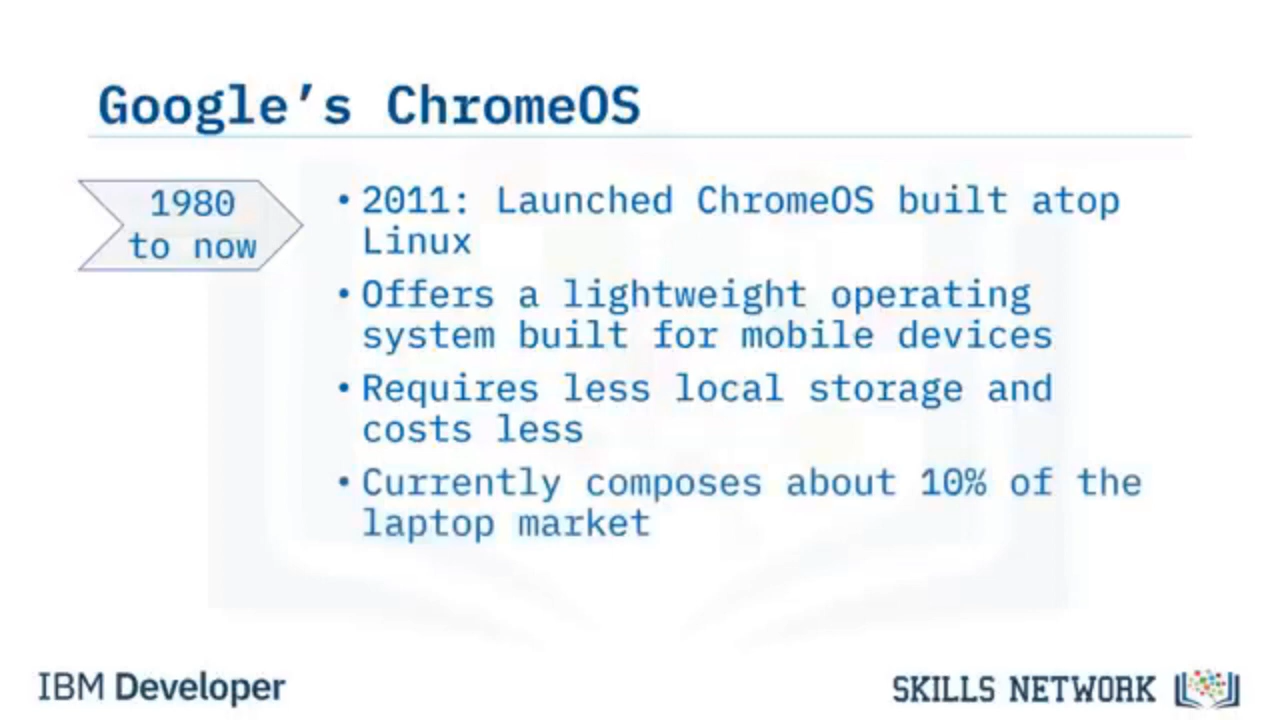 Google’s ChromeOS
1980
to now
• 2011: Launched ChromeOS built atop
Linux
• Offers a lightweight operating
system built for mobile devices
• Requires less local storage and
costs less
• Currently composes about 10% of the
laptop market
IBM Developer
SKILLS NETWORK